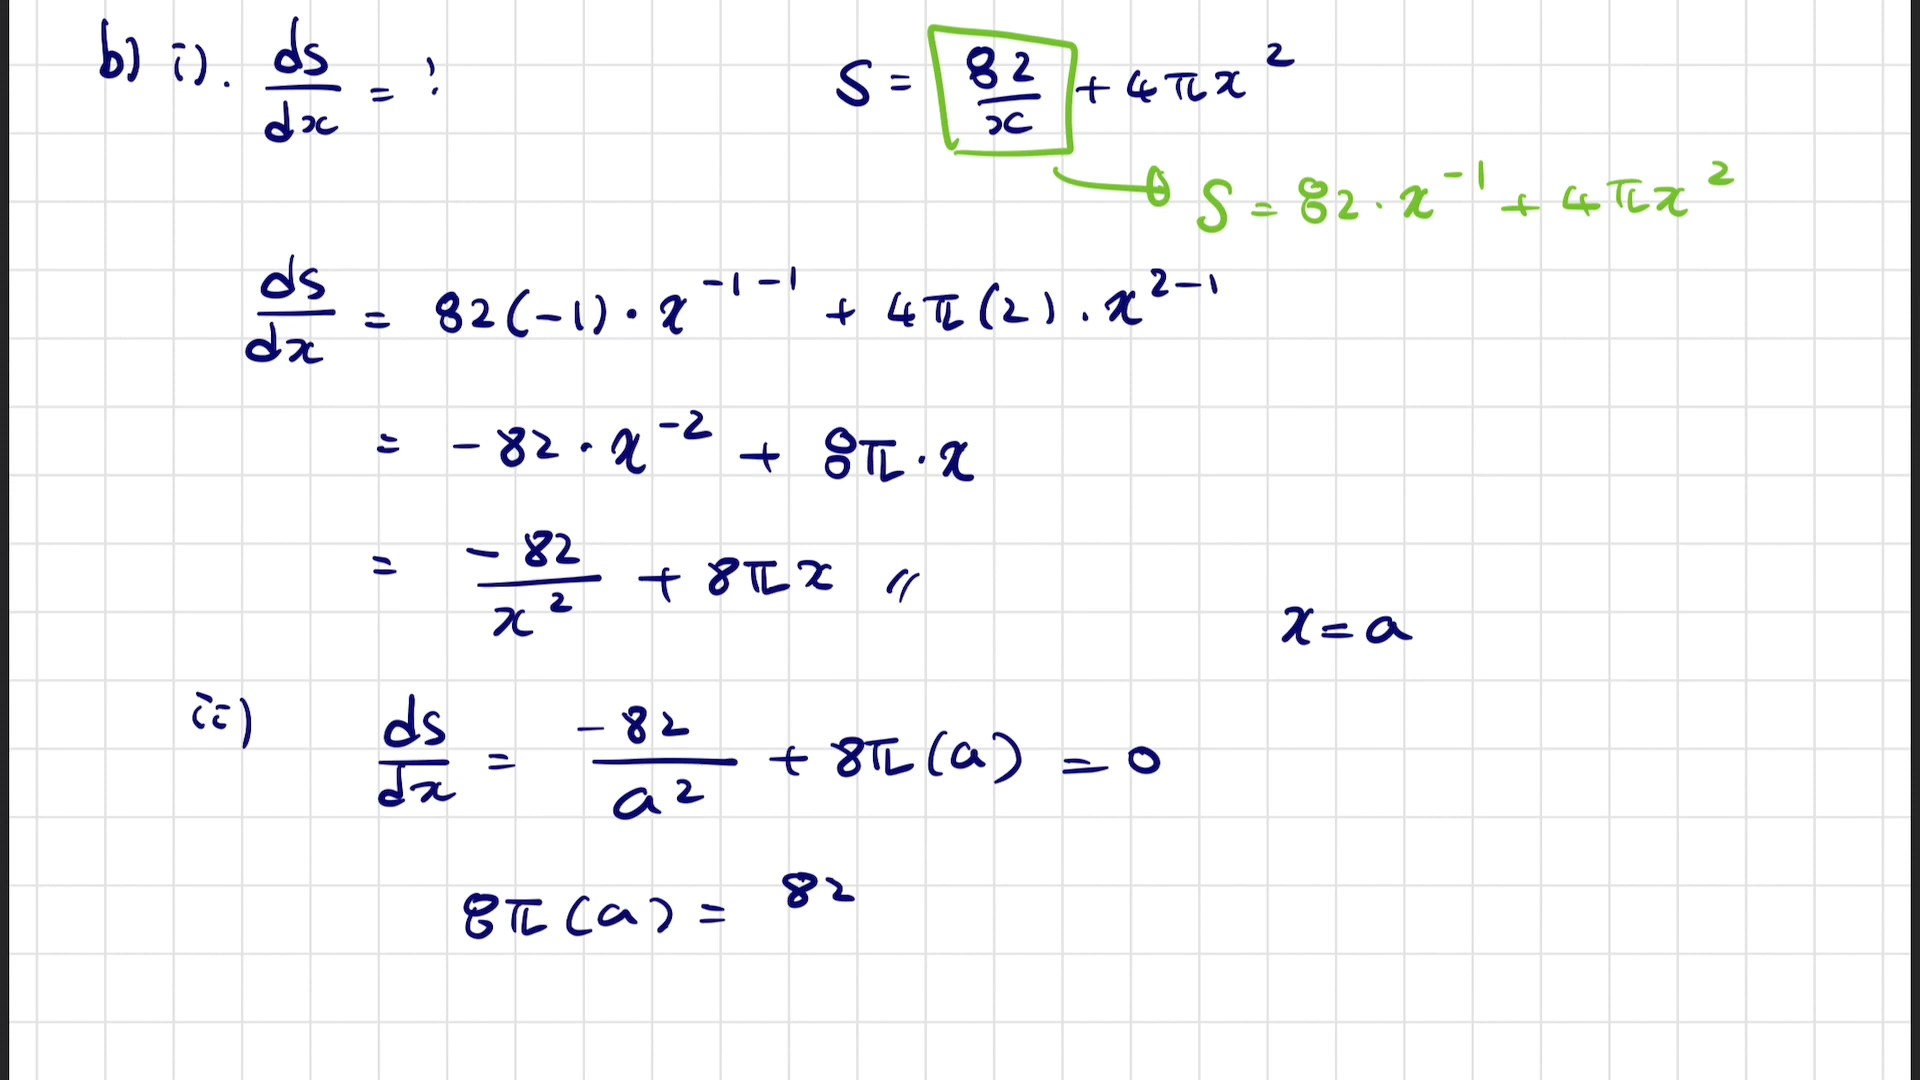 b) i). ds/dx = ?
S = 82/x + 4πx²
S = 82 · x⁻¹ + 4πx²
ds/dx = 82(-1) · x⁻¹⁻¹ + 4π(2) · x²⁻¹
= -82 · x⁻² + 8π · x
= -82/x² + 8πx //
x = a
ii) ds/dx = -82/a² + 8π(a) = 0
8π(a) = 82